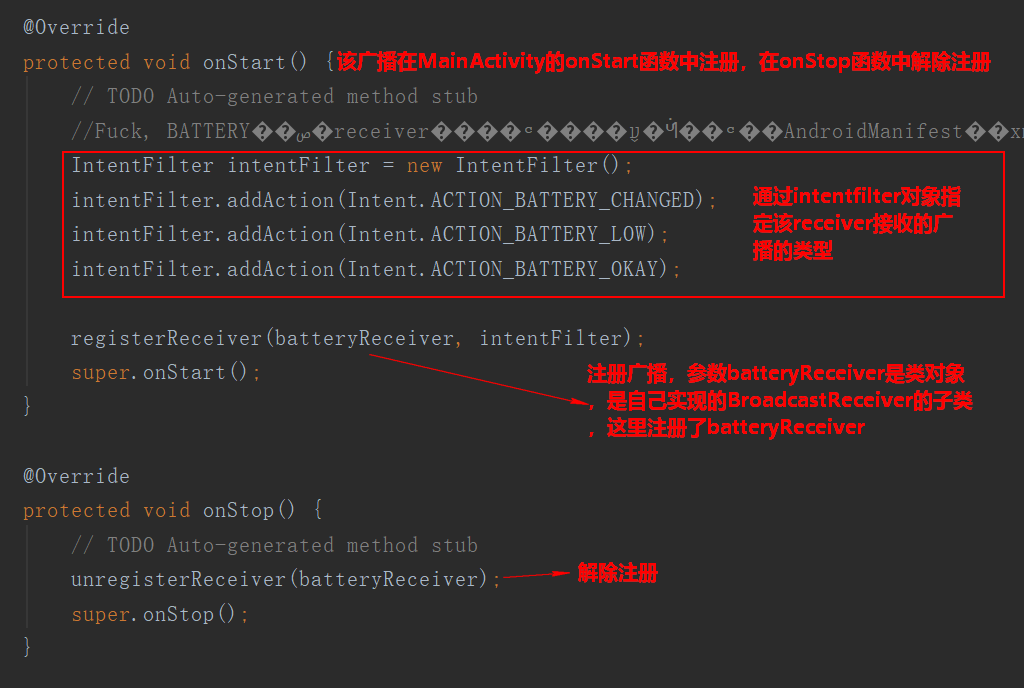 @Override
protected void onStart() { 该广播在MainActivity的onStart函数中注册，在onStop函数中解除注册
// TODO Auto-generated method stub
//Fuck, BATTERY receiver AndroidManifest
IntentFilter intentFilter = new IntentFilter();
intentFilter.addAction(Intent.ACTION_BATTERY_CHANGED);
intentFilter.addAction(Intent.ACTION_BATTERY_LOW);
intentFilter.addAction(Intent.ACTION_BATTERY_OKAY);
通过intentfilter对象指
定该receiver接收的广
播的类型
registerReceiver(batteryReceiver, intentFilter);
super.onStart();
}
注册广播，参数batteryReceiver是类对象
，是自己实现的BroadcastReceiver的子类
，这里注册了batteryReceiver
@Override
protected void onStop() {
// TODO Auto-generated method stub
unregisterReceiver(batteryReceiver); 解除注册
super.onStop();
}